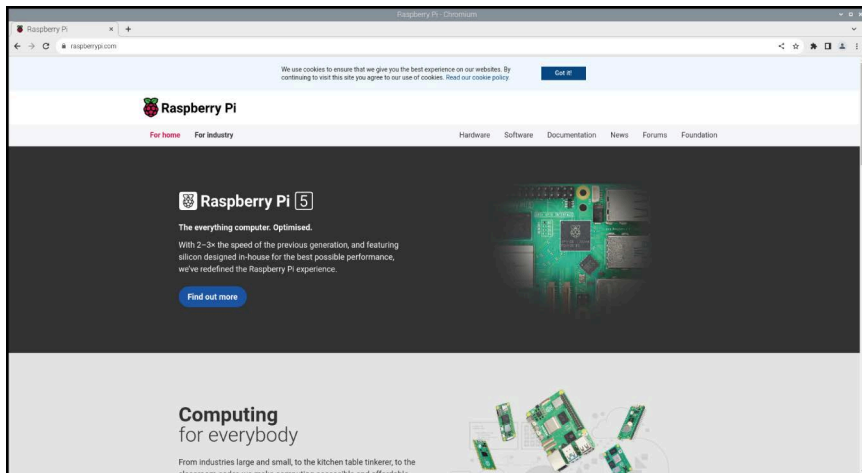 Raspberry Pi - Chromium
Raspberry Pi
raspberrypi.com
We use cookies to ensure that we give you the best experience on our websites. By
continuing to visit this site you agree to our use of cookies. Read our cookie policy.
Got it!
Raspberry Pi
For home For industry Hardware Software Documentation News Forums Foundation
Raspberry Pi 5
The everything computer. Optimised.
With 2–3× the speed of the previous generation, and featuring
silicon designed in-house for the best possible performance,
we've redefined the Raspberry Pi experience.
Find out more
Computing
for everybody
From industries large and small, to the kitchen table tinkerer, to the